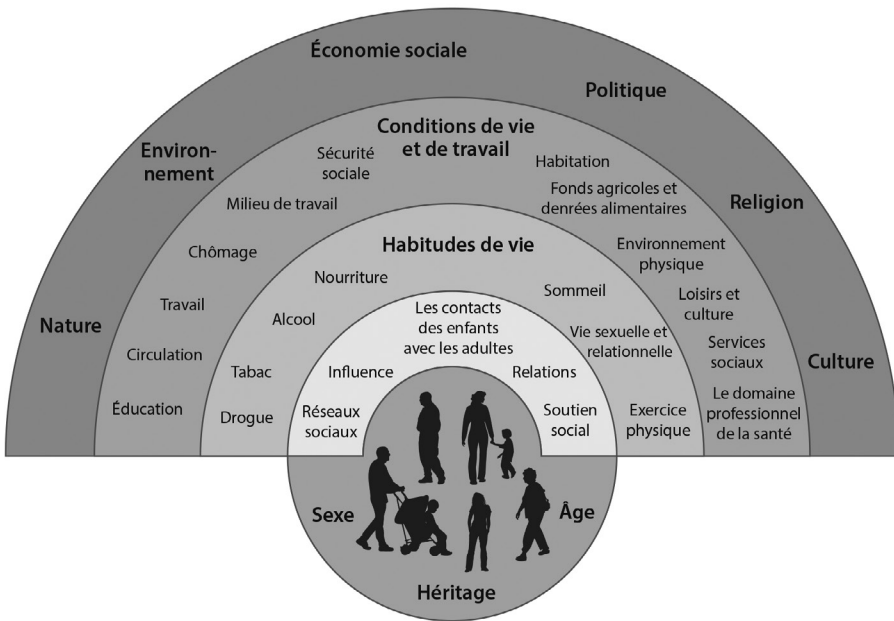 Économie sociale
Politique
Environ-
nement
Religion
Nature
Culture
Conditions de vie
et de travail
Sécurité
sociale
Habitation
Milieu de travail
Fonds agricoles et
denrées alimentaires
Chômage
Environnement
physique
Travail
Loisirs et
culture
Circulation
Services
sociaux
Éducation
Le domaine
professionnel
de la santé
Habitudes de vie
Nourriture
Sommeil
Alcool
Vie sexuelle et
relationnelle
Tabac
Drogue
Exercice
physique
Les contacts
des enfants
avec les adultes
Influence
Relations
Réseaux
sociaux
Soutien
social
Sexe
Âge
Héritage